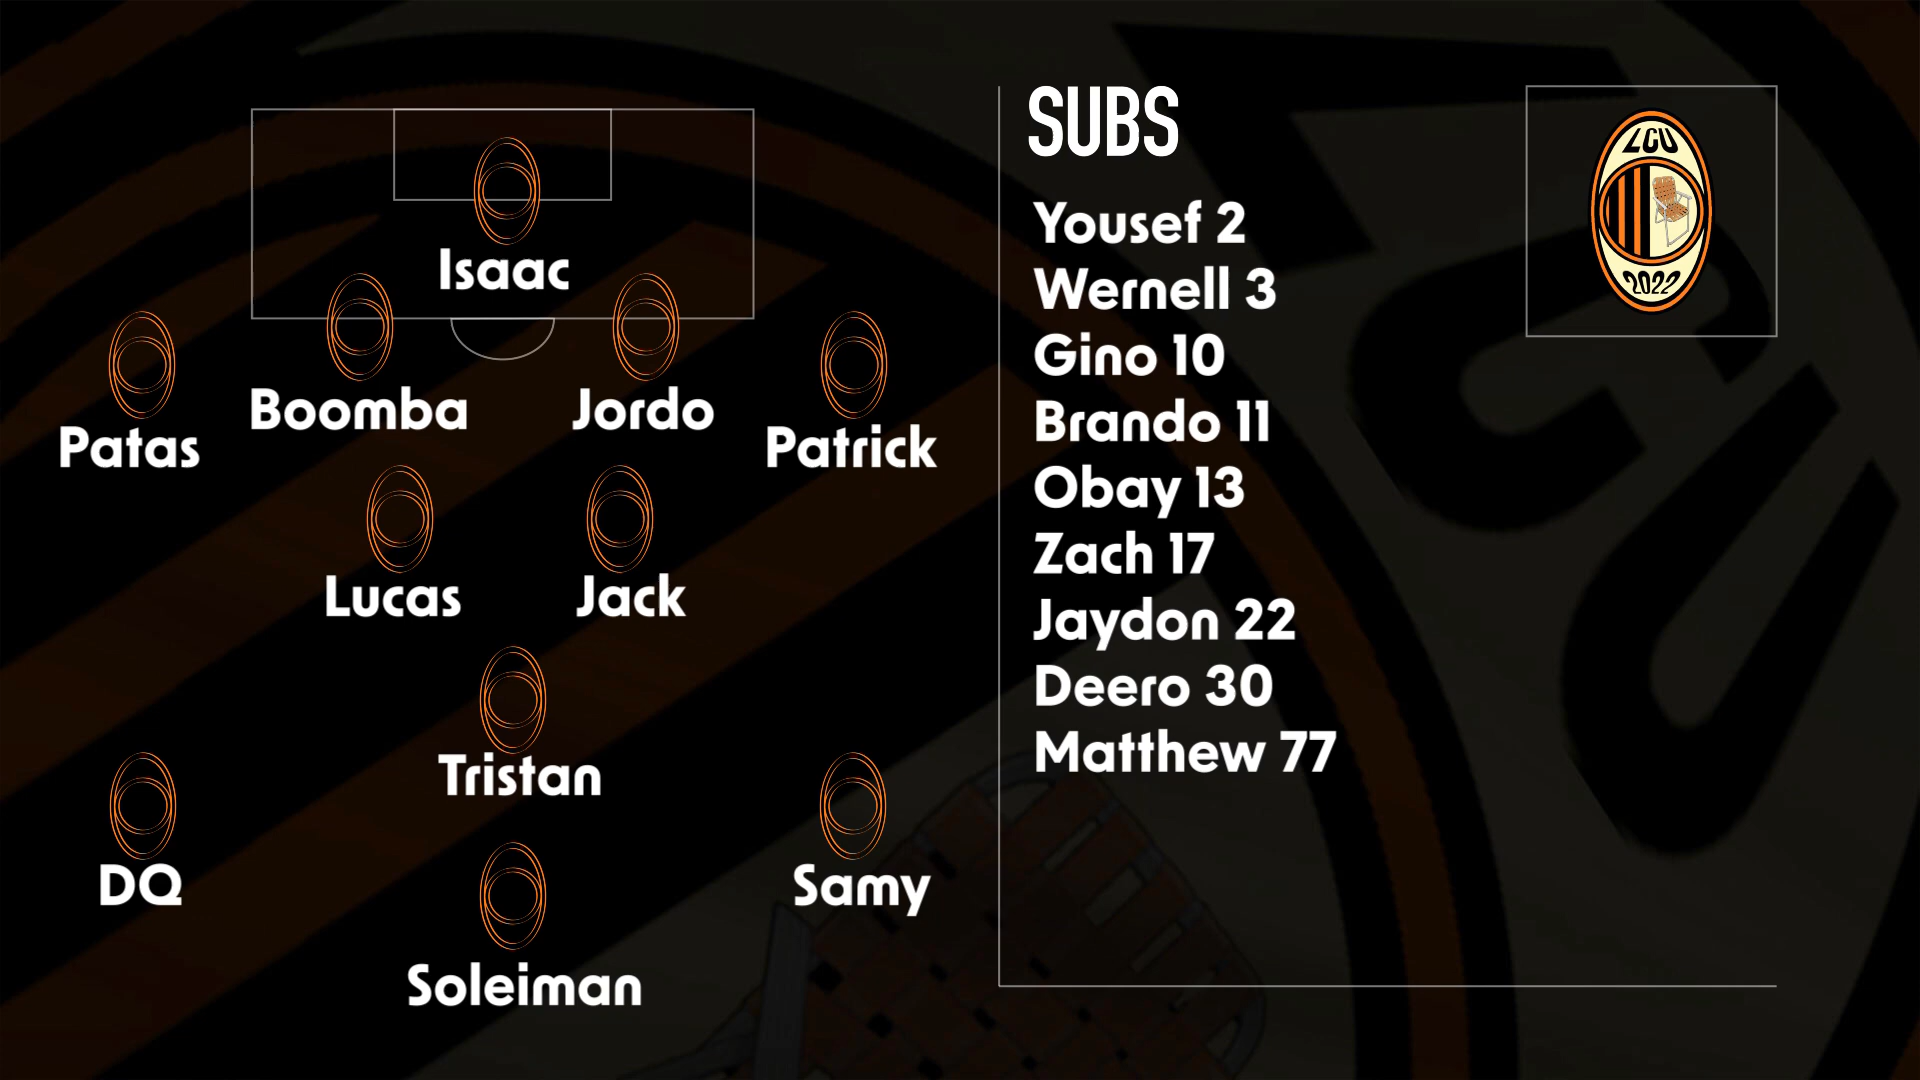 SUBS
LCU
2022
Yousef 2
Wernell 3
Gino 10
Brando 11
Obay 13
Zach 17
Jaydon 22
Deero 30
Matthew 77
Isaac
Boomba
Jordo
Patas
Patrick
Lucas
Jack
Tristan
DQ
Samy
Soleiman